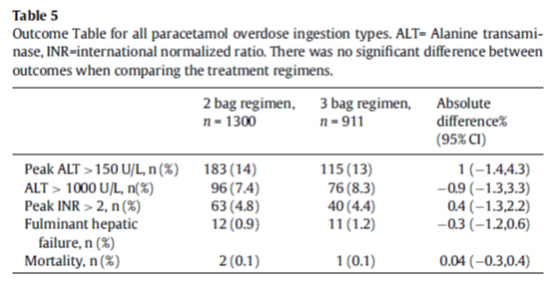 Table 5
Outcome Table for all paracetamol overdose ingestion types. ALT= Alanine transami-
nase, INR=international normalized ratio. There was no significant difference between
outcomes when comparing the treatment regimens.
2 bag regimen, 3 bag regimen, Absolute
n = 1300 n = 911 difference%
(95% CI)
Peak ALT > 150 U/L, n (%) 183 (14) 115 (13) 1 (−1.4,4.3)
ALT > 1000 U/L, n(%) 96 (7.4) 76 (8.3) −0.9 (−1.3,3.3)
Peak INR > 2, n (%) 63 (4.8) 40 (4.4) 0.4 (−1.3,2.2)
Fulminant hepatic 12 (0.9) 11 (1.2) −0.3 (−1.2,0.6)
failure, n (%)
Mortality, n (%) 2 (0.1) 1 (0.1) 0.04 (−0.3,0.4)